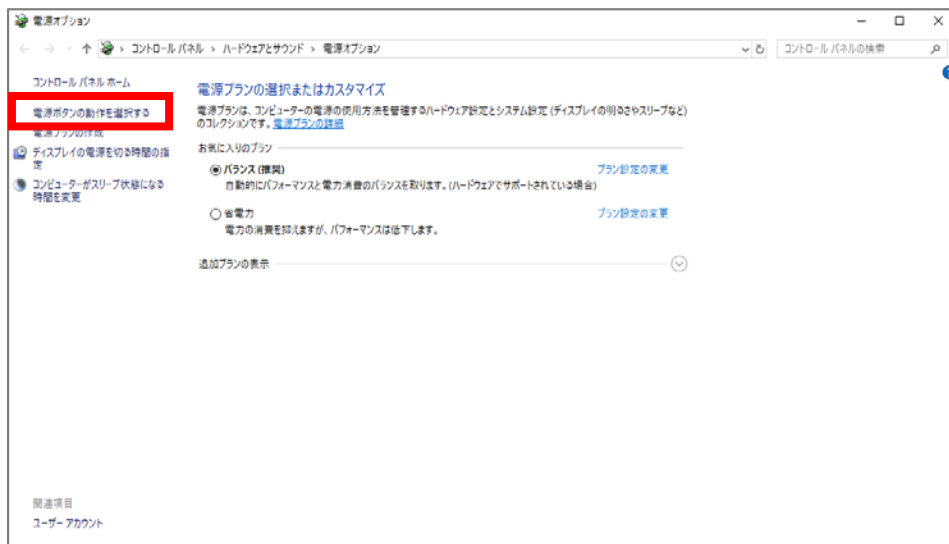 電源オプション
コントロール パネル › ハードウェアとサウンド › 電源オプション
コントロール パネルの検索
コントロール パネル ホーム
電源ボタンの動作を選択する
電源プランの作成
ディスプレイの電源を切る時間の指
定
コンピューターがスリープ状態になる
時間を変更
電源プランの選択またはカスタマイズ
電源プランは、コンピューターの電源の使用方法を管理するハードウェア設定とシステム設定 (ディスプレイの明るさやスリープなど)
のコレクションです。電源プランの詳細
お気に入りのプラン
バランス (推奨) プラン設定の変更
自動的にパフォーマンスと電力消費のバランスを取ります。(ハードウェアでサポートされている場合)
省電力 プラン設定の変更
電力の消費を抑えますが、パフォーマンスは低下します。
追加プランの表示
関連項目
ユーザー アカウント